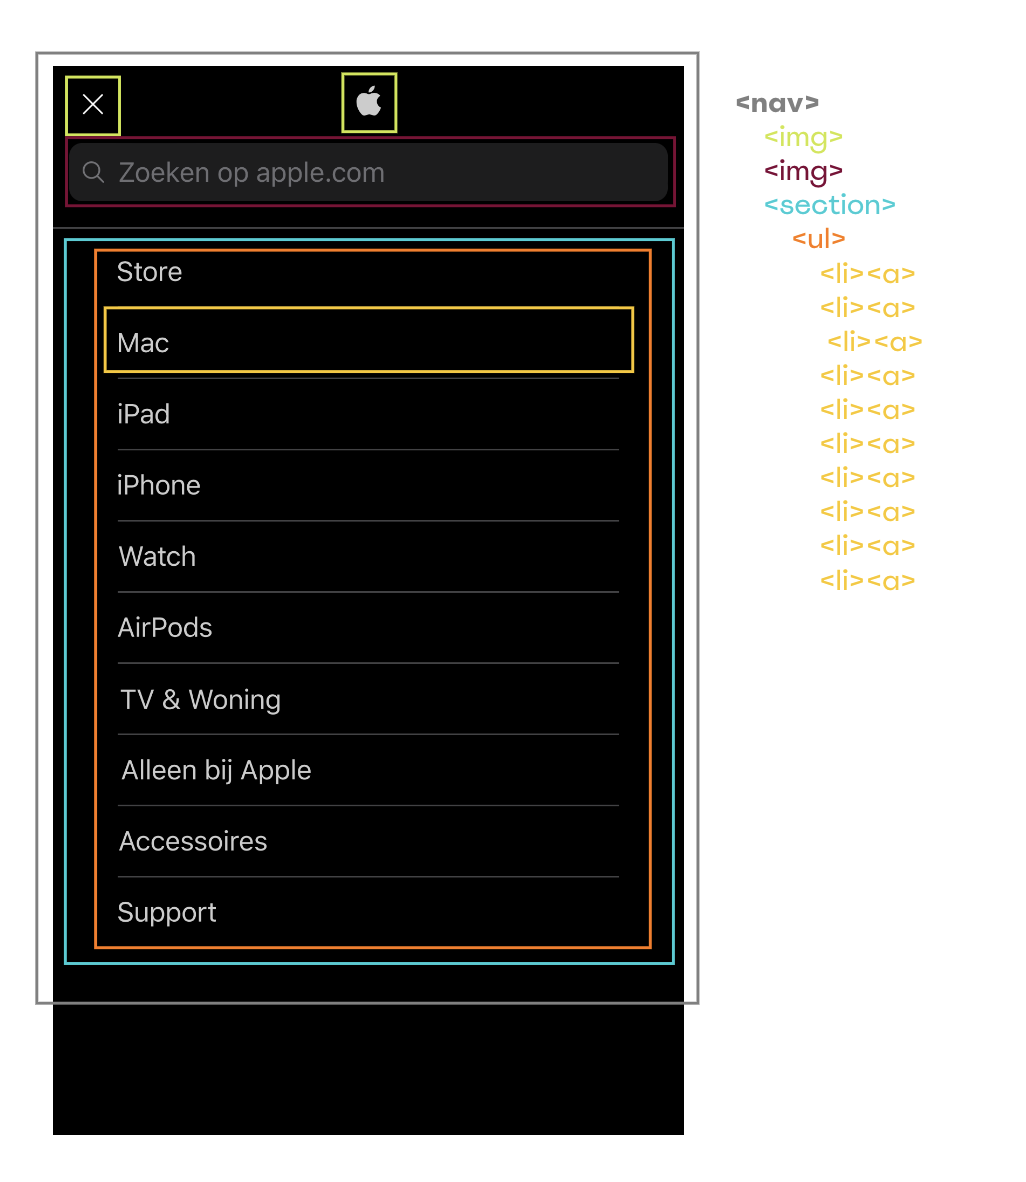 Zoeken op apple.com
Store
Mac
iPad
iPhone
Watch
AirPods
TV & Woning
Alleen bij Apple
Accessoires
Support
<nav>
<img>
<img>
<section>
<ul>
<li><a>
<li><a>
<li><a>
<li><a>
<li><a>
<li><a>
<li><a>
<li><a>
<li><a>
<li><a>